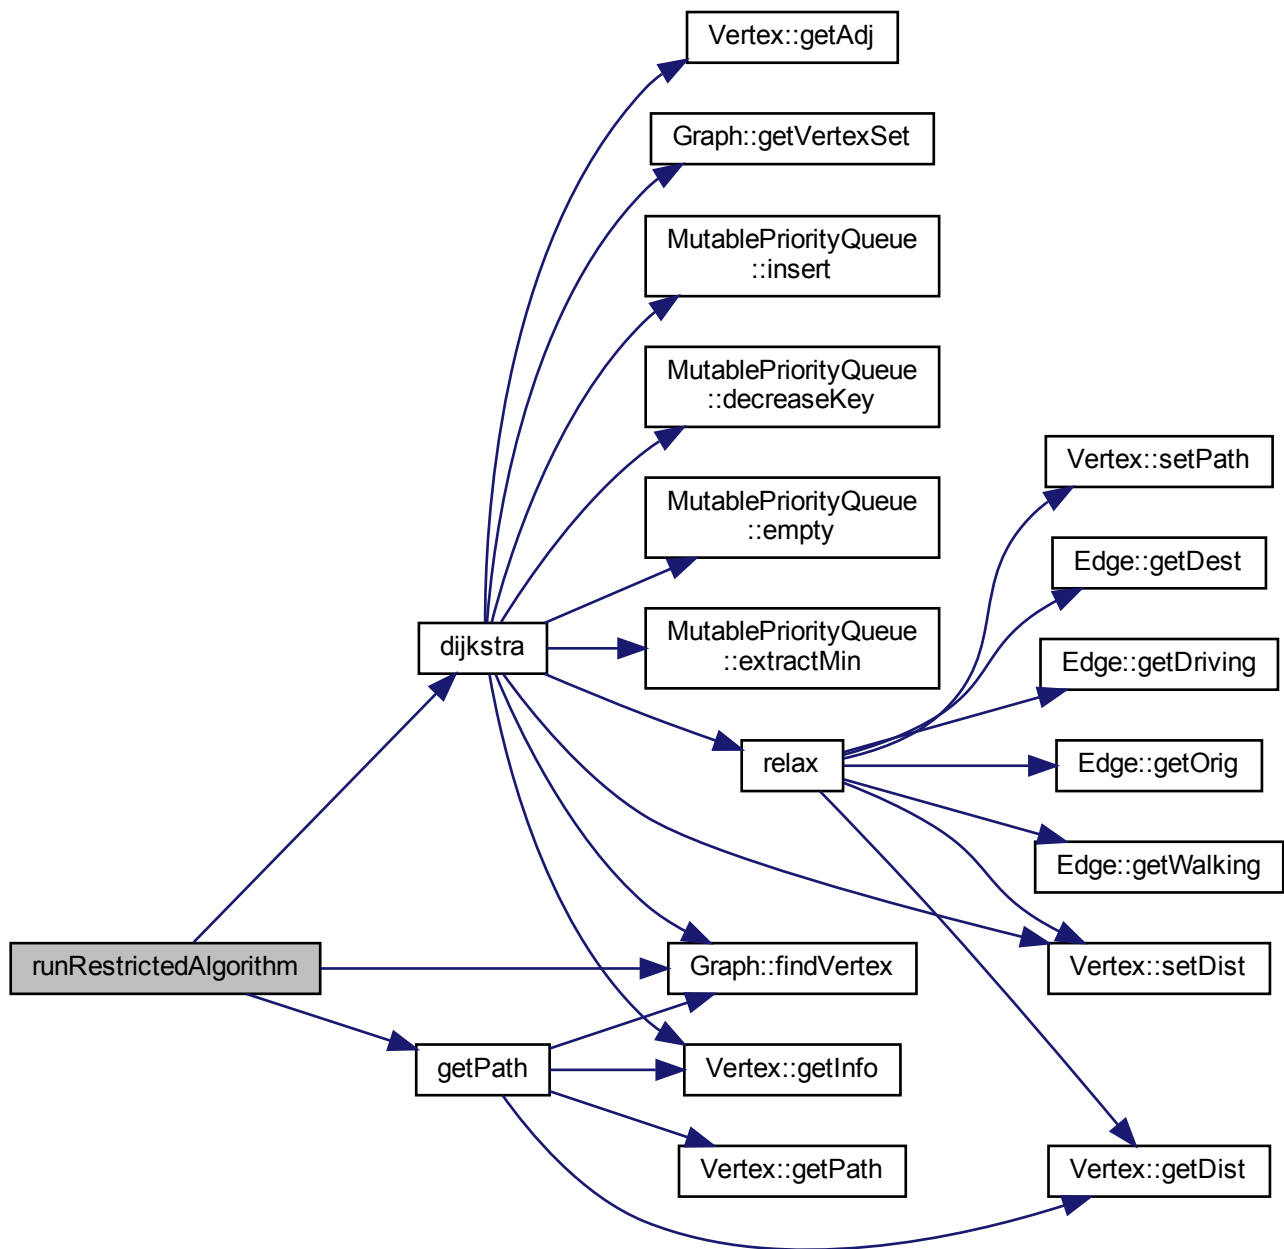 Vertex::getAdj
Graph::getVertexSet
MutablePriorityQueue
::insert
MutablePriorityQueue
::decreaseKey
Vertex::setPath
MutablePriorityQueue
::empty
Edge::getDest
dijkstra
MutablePriorityQueue
::extractMin
Edge::getDriving
relax
Edge::getOrig
Edge::getWalking
runRestrictedAlgorithm
Graph::findVertex
Vertex::setDist
getPath
Vertex::getInfo
Vertex::getPath
Vertex::getDist